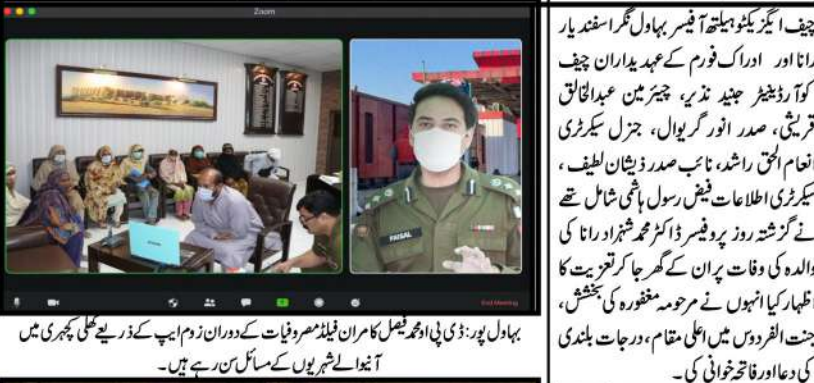 Zoom
FAISAL
End Meeting
بہاول پور: ڈی پی او محمد فیصل کامران فیلڈ مصروفیات کے دوران زوم ایپ کے ذریعے کھلی کچہری میں
آنیوالے شہریوں کے مسائل سن رہے ہیں۔
چیف ایگزیکٹو ہیلتھ آفیسر بہاول نگر اسفند یار
رانا اور ادراک فورم کے عہدیداران چیف
کوآرڈینیٹر جنید نذیر، چیئرمین عبدالخالق
قریشی، صدر انور گریوال، جنرل سیکرٹری
انعام الحق راشد، نائب صدر ذیشان لطیف ،
سیکرٹری اطلاعات فیض رسول ہاشمی شامل تھے
نے گزشتہ روز پروفیسر ڈاکٹر محمد شہزاد رانا کی
والدہ کی وفات پر ان کے گھر جا کر تعزیت کا
اظہار کیا انہوں نے مرحومہ مغفورہ کی بخشش،
جنت الفردوس میں اعلی مقام، درجات بلندی
کی دعا اور فاتحہ خوانی کی۔